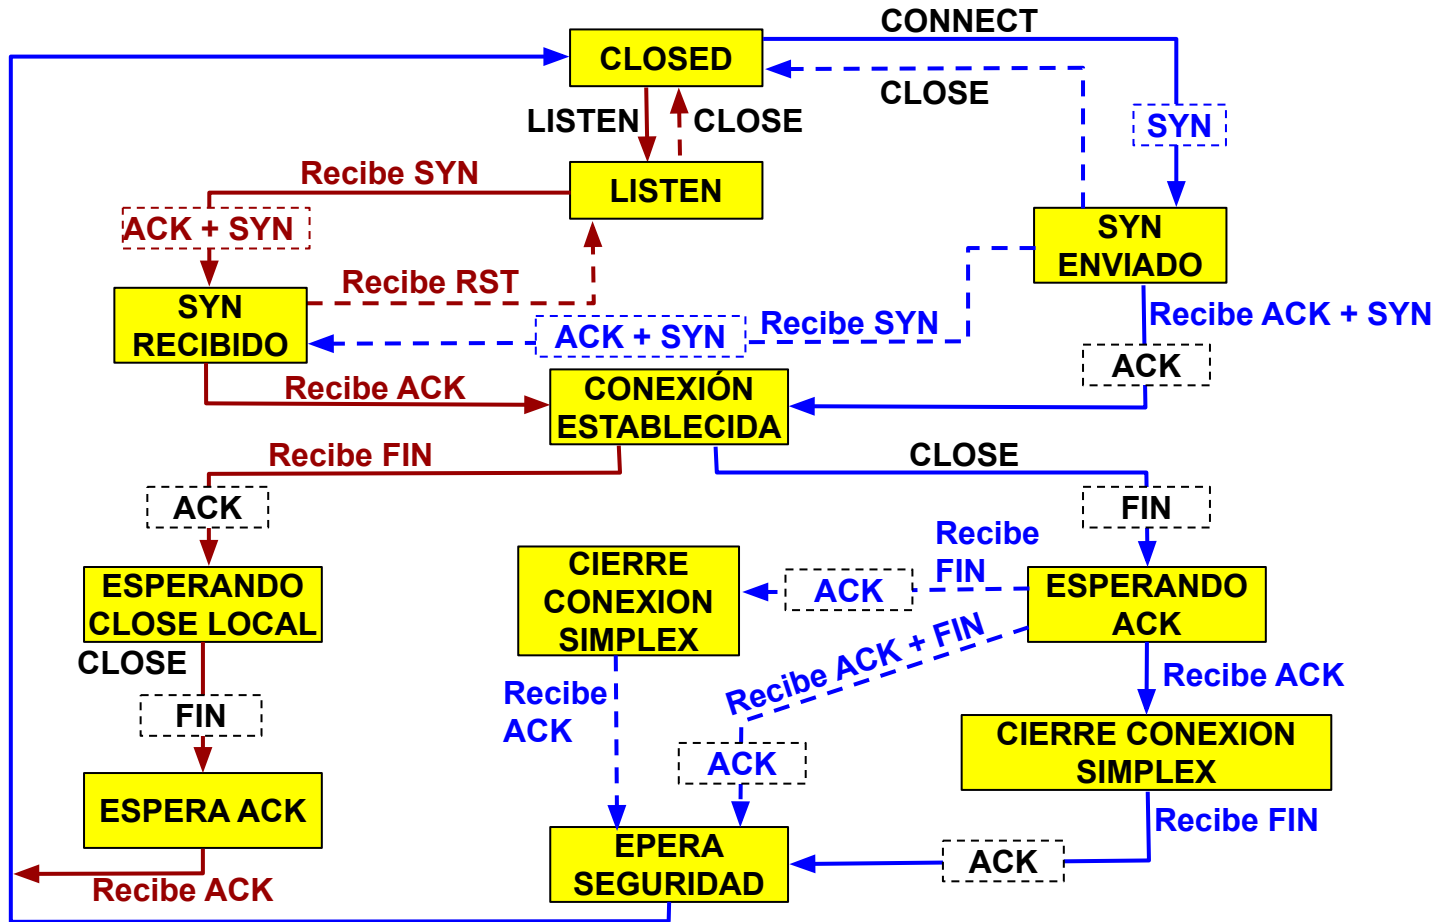 CONNECT
CLOSED
CLOSE
LISTEN
CLOSE
SYN
Recibe SYN
LISTEN
ACK + SYN
SYN
ENVIADO
Recibe RST
SYN
RECIBIDO
ACK + SYN
Recibe SYN
Recibe ACK + SYN
ACK
Recibe ACK
CONEXIÓN
ESTABLECIDA
Recibe FIN
CLOSE
ACK
FIN
Recibe
FIN
CIERRE
CONEXION
SIMPLEX
ACK
ESPERANDO
CLOSE LOCAL
ESPERANDO
ACK
CLOSE
Recibe ACK + FIN
Recibe
ACK
Recibe ACK
FIN
CIERRE CONEXION
SIMPLEX
ACK
ESPERA ACK
Recibe FIN
EPERA
SEGURIDAD
ACK
Recibe ACK